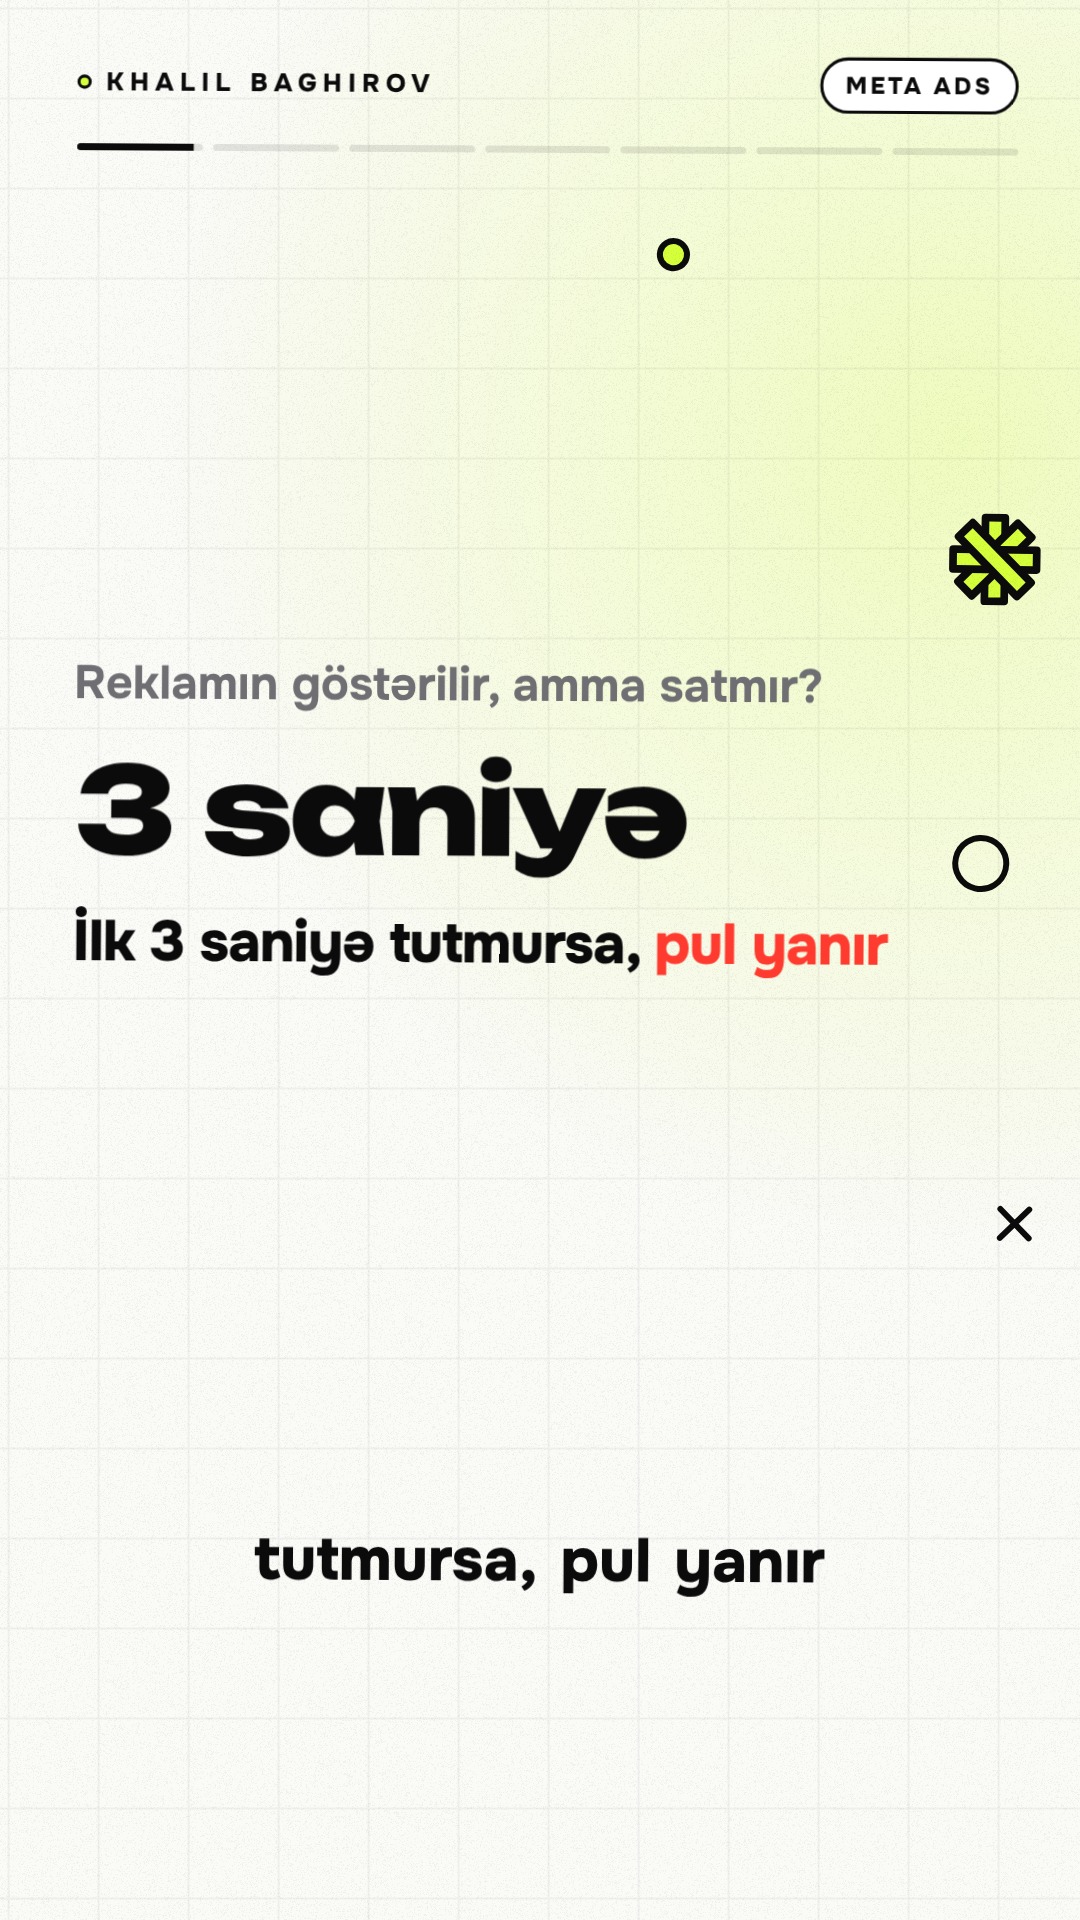 KHALIL BAGHIROV
META ADS
Reklamın göstərilir, amma satmır?
3 saniyə
İlk 3 saniyə tutmursa, pul yanır
tutmursa, pul yanır